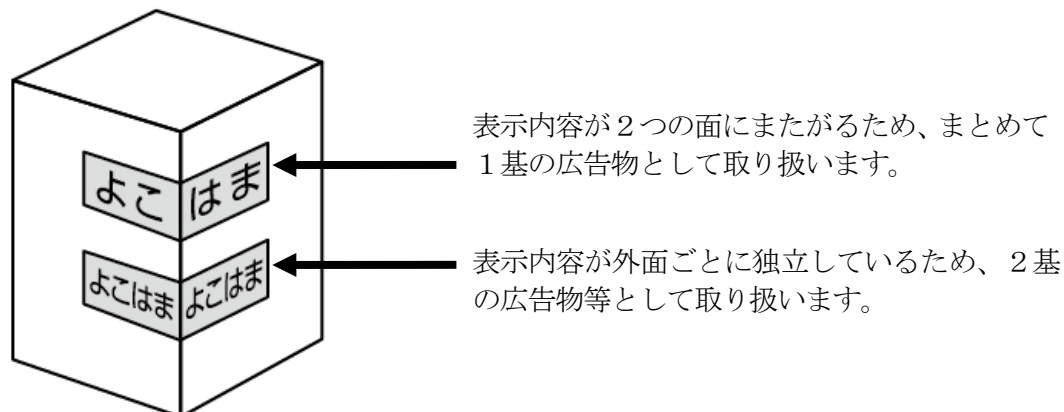 表示内容が２つの面にまたがるため、まとめて
１基の広告物として取り扱います。
よこ はま
表示内容が外面ごとに独立しているため、２基
の広告物等として取り扱います。
よこはま よこはま